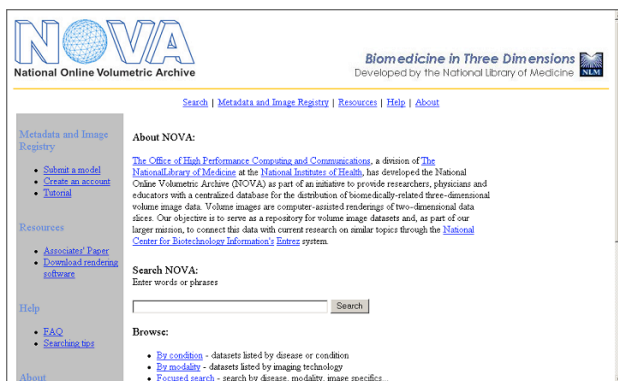 NOVA
National Online Volumetric Archive
Biomedicine in Three Dimensions
Developed by the National Library of Medicine NLM
Search | Metadata and Image Registry | Resources | Help | About
Metadata and Image
Registry
Submit a model
Create an account
Tutorial
Resources
Associates' Paper
Download rendering
software
Help
FAQ
Searching tips
About
About NOVA:
The Office of High Performance Computing and Communications, a division of The
NationalLibrary of Medicine at the National Institutes of Health, has developed the National
Online Volumetric Archive (NOVA) as part of an initiative to provide researchers, physicians and
educators with a centralized database for the distribution of biomedically-related three-dimensional
volume image data. Volume images are computer-assisted renderings of two-dimensional data
slices. Our objective is to serve as a repository for volume image datasets and, as part of our
larger mission, to connect this data with current research on similar topics through the National
Center for Biotechnology Information's Entrez system.
Search NOVA:
Enter words or phrases
Search
Browse:
By condition - datasets listed by disease or condition
By modality - datasets listed by imaging technology
Focused search - search by disease, modality, image specifics...